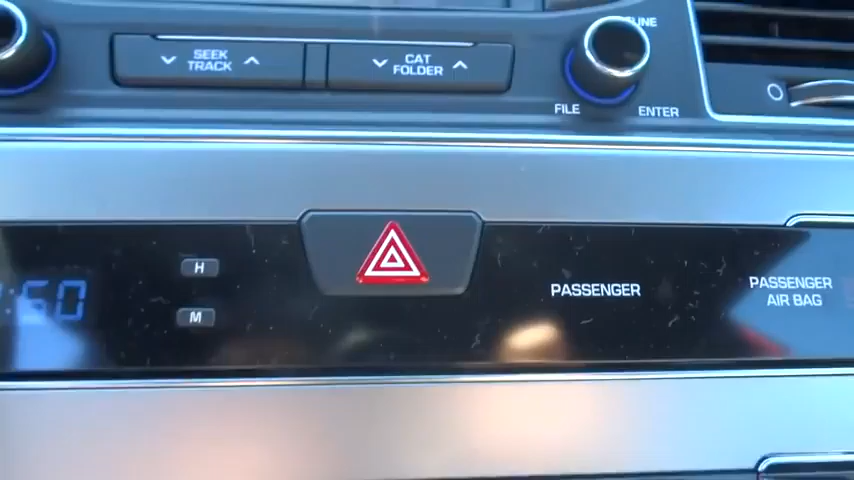 SEEK
TRACK
CAT
FOLDER
FILE
ENTER
H
M
:50
PASSENGER
PASSENGER
AIR BAG